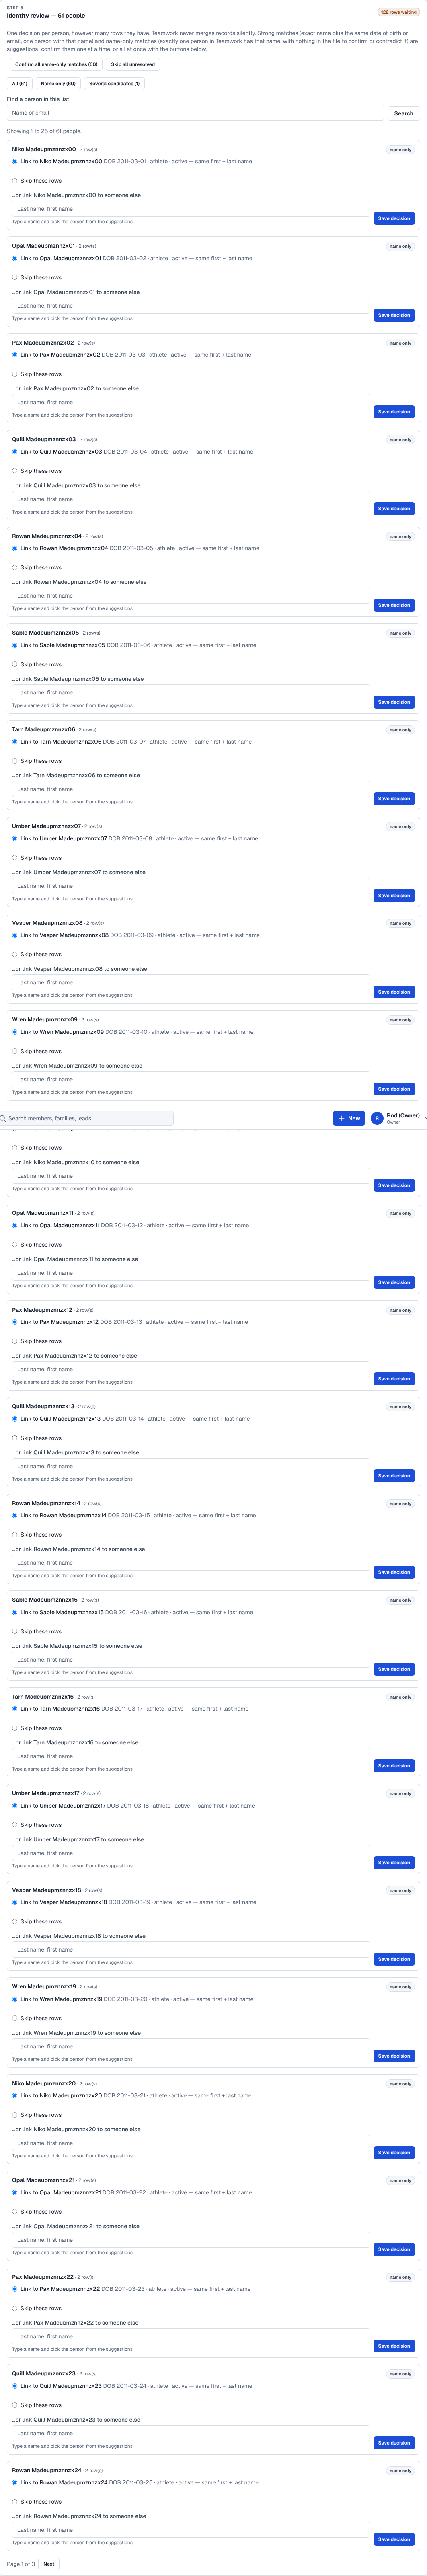 STEP 5
Identity review — 61 people
122 rows waiting
One decision per person, however many rows they have. Teamwork never merges records silently. Strong matches (exact name plus the same date of birth or email, one person with that name) and name-only matches (exactly one person in Teamwork has that name, with nothing in the file to confirm or contradict it) are suggestions: confirm them one at a time, or all at once with the buttons below.
Confirm all name-only matches (60)
Skip all unresolved
All (61)
Name only (60)
Several candidates (1)
Find a person in this list
Name or email
Search
Showing 1 to 25 of 61 people.
Niko Madeupmznnzx00 · 2 row(s)
name only
Link to Niko Madeupmznnzx00 DOB 2011-03-01 · athlete · active — same first + last name
Skip these rows
...or link Niko Madeupmznnzx00 to someone else
Last name, first name
Type a name and pick the person from the suggestions.
Save decision
Opal Madeupmznnzx01 · 2 row(s)
name only
Link to Opal Madeupmznnzx01 DOB 2011-03-02 · athlete · active — same first + last name
Skip these rows
...or link Opal Madeupmznnzx01 to someone else
Last name, first name
Type a name and pick the person from the suggestions.
Save decision
Pax Madeupmznnzx02 · 2 row(s)
name only
Link to Pax Madeupmznnzx02 DOB 2011-03-03 · athlete · active — same first + last name
Skip these rows
...or link Pax Madeupmznnzx02 to someone else
Last name, first name
Type a name and pick the person from the suggestions.
Save decision
Quill Madeupmznnzx03 · 2 row(s)
name only
Link to Quill Madeupmznnzx03 DOB 2011-03-04 · athlete · active — same first + last name
Skip these rows
...or link Quill Madeupmznnzx03 to someone else
Last name, first name
Type a name and pick the person from the suggestions.
Save decision
Rowan Madeupmznnzx04 · 2 row(s)
name only
Link to Rowan Madeupmznnzx04 DOB 2011-03-05 · athlete · active — same first + last name
Skip these rows
...or link Rowan Madeupmznnzx04 to someone else
Last name, first name
Type a name and pick the person from the suggestions.
Save decision
Sable Madeupmznnzx05 · 2 row(s)
name only
Link to Sable Madeupmznnzx05 DOB 2011-03-06 · athlete · active — same first + last name
Skip these rows
...or link Sable Madeupmznnzx05 to someone else
Last name, first name
Type a name and pick the person from the suggestions.
Save decision
Tarn Madeupmznnzx06 · 2 row(s)
name only
Link to Tarn Madeupmznnzx06 DOB 2011-03-07 · athlete · active — same first + last name
Skip these rows
...or link Tarn Madeupmznnzx06 to someone else
Last name, first name
Type a name and pick the person from the suggestions.
Save decision
Umber Madeupmznnzx07 · 2 row(s)
name only
Link to Umber Madeupmznnzx07 DOB 2011-03-08 · athlete · active — same first + last name
Skip these rows
...or link Umber Madeupmznnzx07 to someone else
Last name, first name
Type a name and pick the person from the suggestions.
Save decision
Vesper Madeupmznnzx08 · 2 row(s)
name only
Link to Vesper Madeupmznnzx08 DOB 2011-03-09 · athlete · active — same first + last name
Skip these rows
...or link Vesper Madeupmznnzx08 to someone else
Last name, first name
Type a name and pick the person from the suggestions.
Save decision
Wren Madeupmznnzx09 · 2 row(s)
name only
Link to Wren Madeupmznnzx09 DOB 2011-03-10 · athlete · active — same first + last name
Skip these rows
...or link Wren Madeupmznnzx09 to someone else
Last name, first name
Type a name and pick the person from the suggestions.
Save decision
Search members, families, leads...
New
R
Rod (Owner)
Owner
Skip these rows
...or link Niko Madeupmznnzx10 to someone else
Last name, first name
Type a name and pick the person from the suggestions.
Save decision
Opal Madeupmznnzx11 · 2 row(s)
name only
Link to Opal Madeupmznnzx11 DOB 2011-03-12 · athlete · active — same first + last name
Skip these rows
...or link Opal Madeupmznnzx11 to someone else
Last name, first name
Type a name and pick the person from the suggestions.
Save decision
Pax Madeupmznnzx12 · 2 row(s)
name only
Link to Pax Madeupmznnzx12 DOB 2011-03-13 · athlete · active — same first + last name
Skip these rows
...or link Pax Madeupmznnzx12 to someone else
Last name, first name
Type a name and pick the person from the suggestions.
Save decision
Quill Madeupmznnzx13 · 2 row(s)
name only
Link to Quill Madeupmznnzx13 DOB 2011-03-14 · athlete · active — same first + last name
Skip these rows
...or link Quill Madeupmznnzx13 to someone else
Last name, first name
Type a name and pick the person from the suggestions.
Save decision
Rowan Madeupmznnzx14 · 2 row(s)
name only
Link to Rowan Madeupmznnzx14 DOB 2011-03-15 · athlete · active — same first + last name
Skip these rows
...or link Rowan Madeupmznnzx14 to someone else
Last name, first name
Type a name and pick the person from the suggestions.
Save decision
Sable Madeupmznnzx15 · 2 row(s)
name only
Link to Sable Madeupmznnzx15 DOB 2011-03-16 · athlete · active — same first + last name
Skip these rows
...or link Sable Madeupmznnzx15 to someone else
Last name, first name
Type a name and pick the person from the suggestions.
Save decision
Tarn Madeupmznnzx16 · 2 row(s)
name only
Link to Tarn Madeupmznnzx16 DOB 2011-03-17 · athlete · active — same first + last name
Skip these rows
...or link Tarn Madeupmznnzx16 to someone else
Last name, first name
Type a name and pick the person from the suggestions.
Save decision
Umber Madeupmznnzx17 · 2 row(s)
name only
Link to Umber Madeupmznnzx17 DOB 2011-03-18 · athlete · active — same first + last name
Skip these rows
...or link Umber Madeupmznnzx17 to someone else
Last name, first name
Type a name and pick the person from the suggestions.
Save decision
Vesper Madeupmznnzx18 · 2 row(s)
name only
Link to Vesper Madeupmznnzx18 DOB 2011-03-19 · athlete · active — same first + last name
Skip these rows
...or link Vesper Madeupmznnzx18 to someone else
Last name, first name
Type a name and pick the person from the suggestions.
Save decision
Wren Madeupmznnzx19 · 2 row(s)
name only
Link to Wren Madeupmznnzx19 DOB 2011-03-20 · athlete · active — same first + last name
Skip these rows
...or link Wren Madeupmznnzx19 to someone else
Last name, first name
Type a name and pick the person from the suggestions.
Save decision
Niko Madeupmznnzx20 · 2 row(s)
name only
Link to Niko Madeupmznnzx20 DOB 2011-03-21 · athlete · active — same first + last name
Skip these rows
...or link Niko Madeupmznnzx20 to someone else
Last name, first name
Type a name and pick the person from the suggestions.
Save decision
Opal Madeupmznnzx21 · 2 row(s)
name only
Link to Opal Madeupmznnzx21 DOB 2011-03-22 · athlete · active — same first + last name
Skip these rows
...or link Opal Madeupmznnzx21 to someone else
Last name, first name
Type a name and pick the person from the suggestions.
Save decision
Pax Madeupmznnzx22 · 2 row(s)
name only
Link to Pax Madeupmznnzx22 DOB 2011-03-23 · athlete · active — same first + last name
Skip these rows
...or link Pax Madeupmznnzx22 to someone else
Last name, first name
Type a name and pick the person from the suggestions.
Save decision
Quill Madeupmznnzx23 · 2 row(s)
name only
Link to Quill Madeupmznnzx23 DOB 2011-03-24 · athlete · active — same first + last name
Skip these rows
...or link Quill Madeupmznnzx23 to someone else
Last name, first name
Type a name and pick the person from the suggestions.
Save decision
Rowan Madeupmznnzx24 · 2 row(s)
name only
Link to Rowan Madeupmznnzx24 DOB 2011-03-25 · athlete · active — same first + last name
Skip these rows
...or link Rowan Madeupmznnzx24 to someone else
Last name, first name
Type a name and pick the person from the suggestions.
Save decision
Page 1 of 3
Next